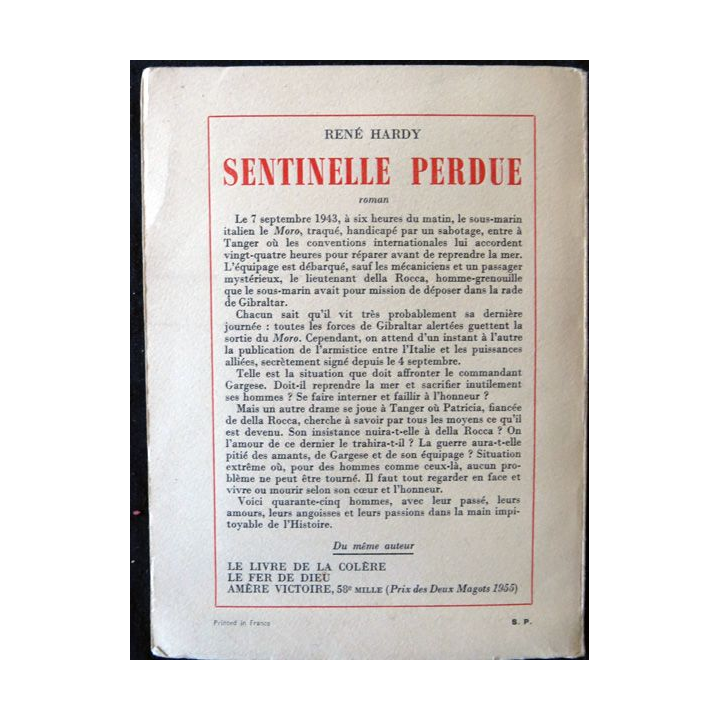 RENÉ HARDY
SENTINELLE PERDUE
roman
Le 7 septembre 1943, à six heures du matin, le sous-marin
italien le Moro, traqué, handicapé par un sabotage, entre à
Tanger où les conventions internationales lui accordent
vingt-quatre heures pour réparer avant de reprendre la mer.
L'équipage est débarqué, sauf les mécaniciens et un passager
mystérieux, le lieutenant della Rocca, homme-grenouille
que le sous-marin avait pour mission de déposer dans la rade
de Gibraltar.
Chacun sait qu'il vit très probablement sa dernière
journée : toutes les forces de Gibraltar alertées guettent la
sortie du Moro. Cependant, on attend d'un instant à l'autre
la publication de l'armistice entre l'Italie et les puissances
alliées, secrètement signé depuis le 4 septembre.
Telle est la situation que doit affronter le commandant
Gargese. Doit-il reprendre la mer et sacrifier inutilement
ses hommes ? Se faire interner et faillir à l'honneur ?
Mais un autre drame se joue à Tanger où Patricia, fiancée
de della Rocca, cherche à savoir par tous les moyens ce qu'il
est devenu. Son insistance nuira-t-elle à della Rocca ? On
l'amour de ce dernier le trahira-t-il ? La guerre aura-t-elle
pitié des amants, de Gargese et de son équipage ? Situation
extrême où, pour des hommes comme ceux-là, aucun pro-
blème ne peut être tourné. Il faut tout regarder en face et
vivre ou mourir selon son cœur et l'honneur.
Voici quarante-cinq hommes, avec leur passé, leurs
amours, leurs angoisses et leurs passions dans la main impi-
toyable de l'Histoire.
Du même auteur
LE LIVRE DE LA COLÈRE
LE FER DE DIEU
AMÈRE VICTOIRE, 58e MILLE (Prix des Deux Magots 1955)
Printed in France
S. P.